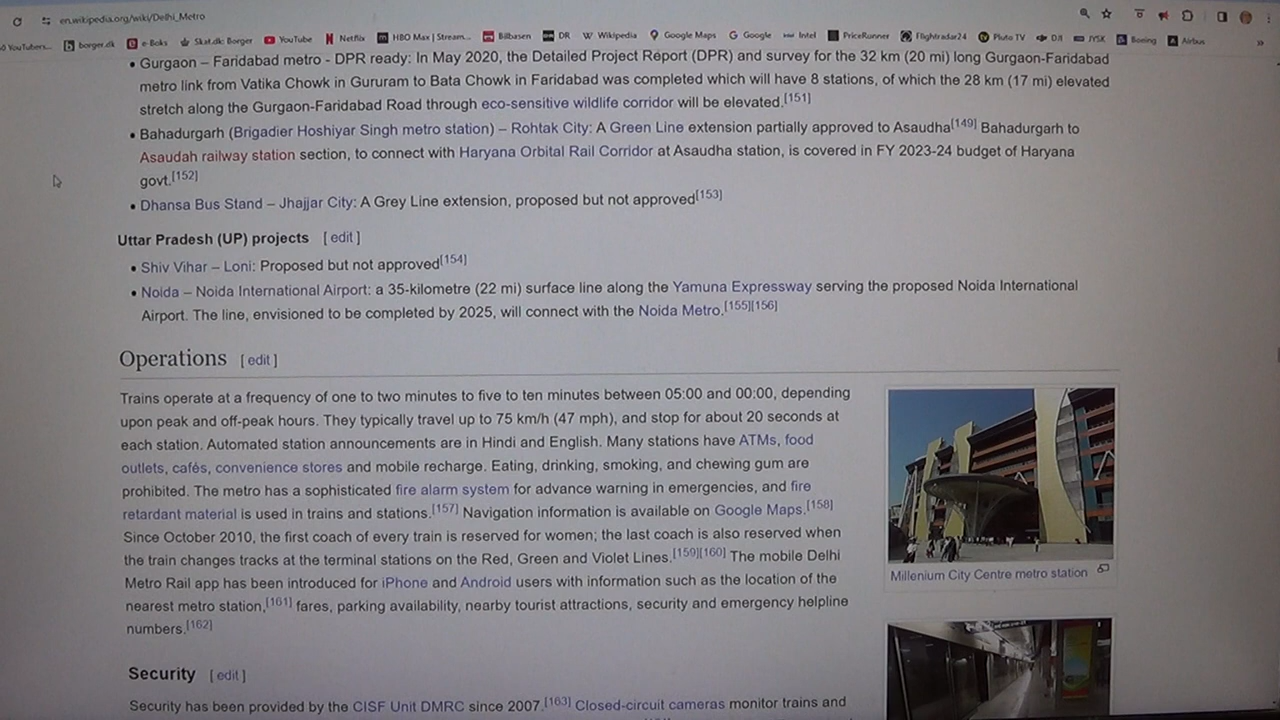 en.wikipedia.org/wiki/Delhi_Metro
YouTubers... borger.dk e-Boks Skat.dk: Borger YouTube Netflix HBO Max | Stream... Bilbasen DR Wikipedia Google Maps Google Intel PriceRunner Flightradar24 Pluto TV DJI JYSK Boeing Airbus »
• Gurgaon – Faridabad metro - DPR ready: In May 2020, the Detailed Project Report (DPR) and survey for the 32 km (20 mi) long Gurgaon-Faridabad
metro link from Vatika Chowk in Gururam to Bata Chowk in Faridabad was completed which will have 8 stations, of which the 28 km (17 mi) elevated
stretch along the Gurgaon-Faridabad Road through eco-sensitive wildlife corridor will be elevated.[151]
• Bahadurgarh (Brigadier Hoshiyar Singh metro station) – Rohtak City: A Green Line extension partially approved to Asaudha[149] Bahadurgarh to
Asaudah railway station section, to connect with Haryana Orbital Rail Corridor at Asaudha station, is covered in FY 2023-24 budget of Haryana
govt.[152]
• Dhansa Bus Stand – Jhajjar City: A Grey Line extension, proposed but not approved[153]
Uttar Pradesh (UP) projects [ edit ]
• Shiv Vihar – Loni: Proposed but not approved[154]
• Noida – Noida International Airport: a 35-kilometre (22 mi) surface line along the Yamuna Expressway serving the proposed Noida International
Airport. The line, envisioned to be completed by 2025, will connect with the Noida Metro.[155][156]
Operations [ edit ]
Trains operate at a frequency of one to two minutes to five to ten minutes between 05:00 and 00:00, depending
upon peak and off-peak hours. They typically travel up to 75 km/h (47 mph), and stop for about 20 seconds at
each station. Automated station announcements are in Hindi and English. Many stations have ATMs, food
outlets, cafés, convenience stores and mobile recharge. Eating, drinking, smoking, and chewing gum are
prohibited. The metro has a sophisticated fire alarm system for advance warning in emergencies, and fire
retardant material is used in trains and stations.[157] Navigation information is available on Google Maps.[158]
Since October 2010, the first coach of every train is reserved for women; the last coach is also reserved when
the train changes tracks at the terminal stations on the Red, Green and Violet Lines.[159][160] The mobile Delhi
Metro Rail app has been introduced for iPhone and Android users with information such as the location of the
nearest metro station,[161] fares, parking availability, nearby tourist attractions, security and emergency helpline
numbers.[162]
Millenium City Centre metro station
Security [ edit ]
Security has been provided by the CISF Unit DMRC since 2007.[163] Closed-circuit cameras monitor trains and